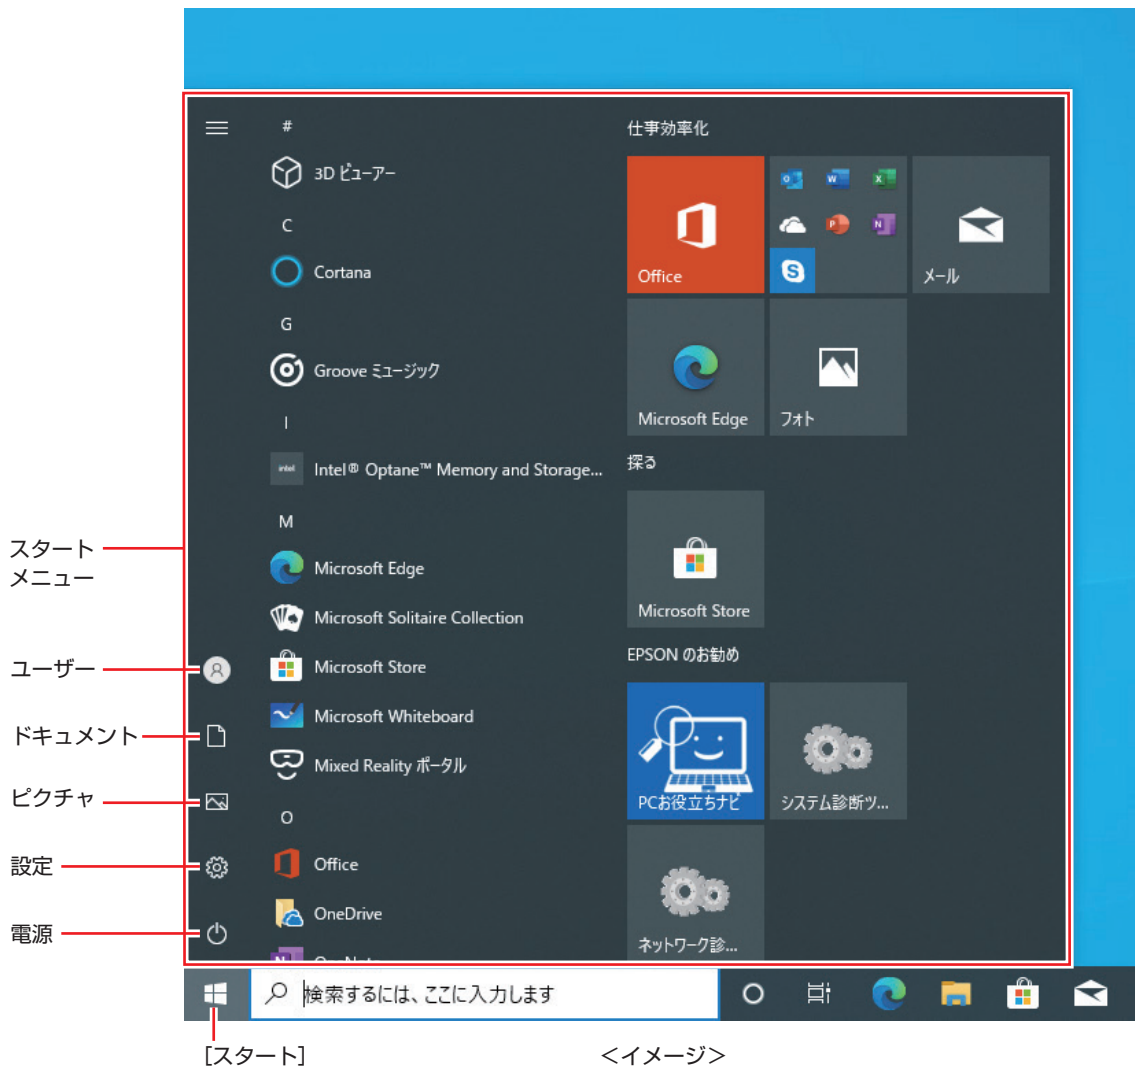 #
3D ビューアー
C
Cortana
G
Groove ミュージック
I
intel
Intel® Optane™ Memory and Storage...
M
Microsoft Edge
Microsoft Solitaire Collection
Microsoft Store
Microsoft Whiteboard
Mixed Reality ポータル
O
Office
OneDrive
OneNote
仕事効率化
Office
メール
Microsoft Edge
フォト
探る
Microsoft Store
EPSON のお勧め
PCお役立ちナビ
システム診断ツ...
ネットワーク診...
スタート
メニュー
ユーザー
ドキュメント
ピクチャ
設定
電源
検索するには、ここに入力します
[スタート]
＜イメージ＞